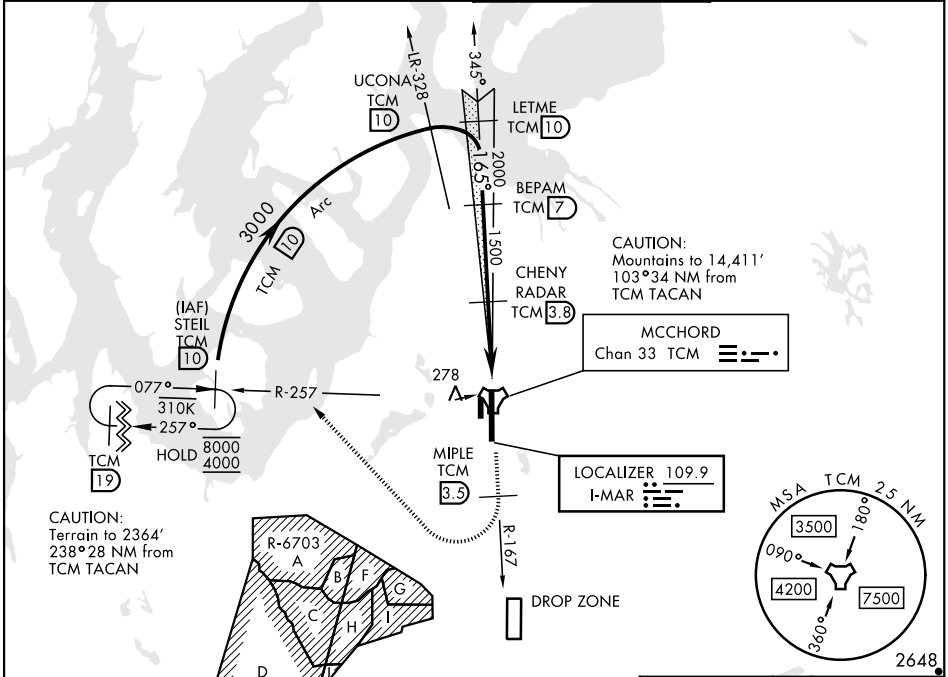 LR-328
345°
UCONA
TCM
10
LETME
TCM 10
2000
165°
BEPAM
TCM 7
1500
3000
Arc
TCM 10
CAUTION:
Mountains to 14,411'
103°34 NM from
TCM TACAN
CHENY
RADAR
TCM 3.8
(IAF)
STEIL
TCM
10
MCCHORD
Chan 33 TCM
077°
310K
257°
R-257
278
HOLD 8000
4000
TCM
19
MIPLE
TCM
3.5
LOCALIZER 109.9
I-MAR
CAUTION:
Terrain to 2364'
238°28 NM from
TCM TACAN
R-167
DROP ZONE
R-6703
A
B
F
G
C
H
I
D
MSA TCM 25 NM
3500
180°
090°
4200
7500
360°
2648